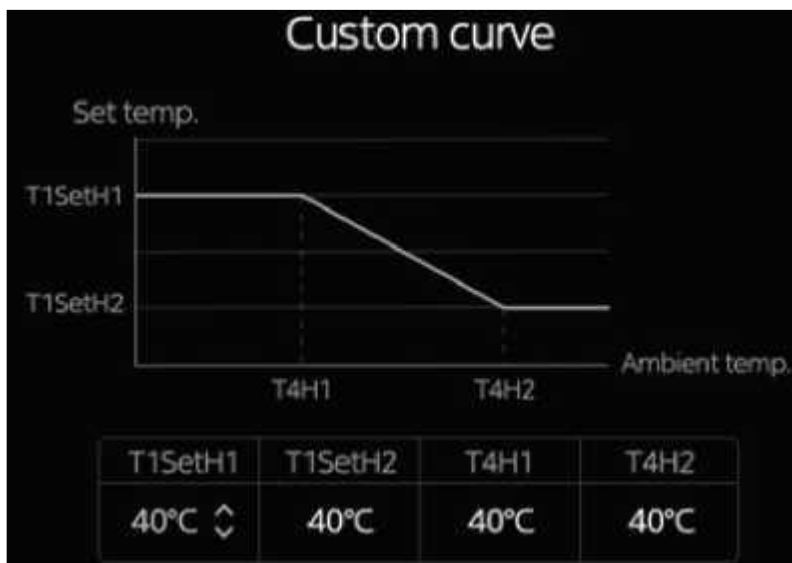 Custom curve
Set temp.
T1SetH1
T1SetH2
Ambient temp.
T4H1 T4H2
T1SetH1 T1SetH2 T4H1 T4H2
40°C 40°C 40°C 40°C